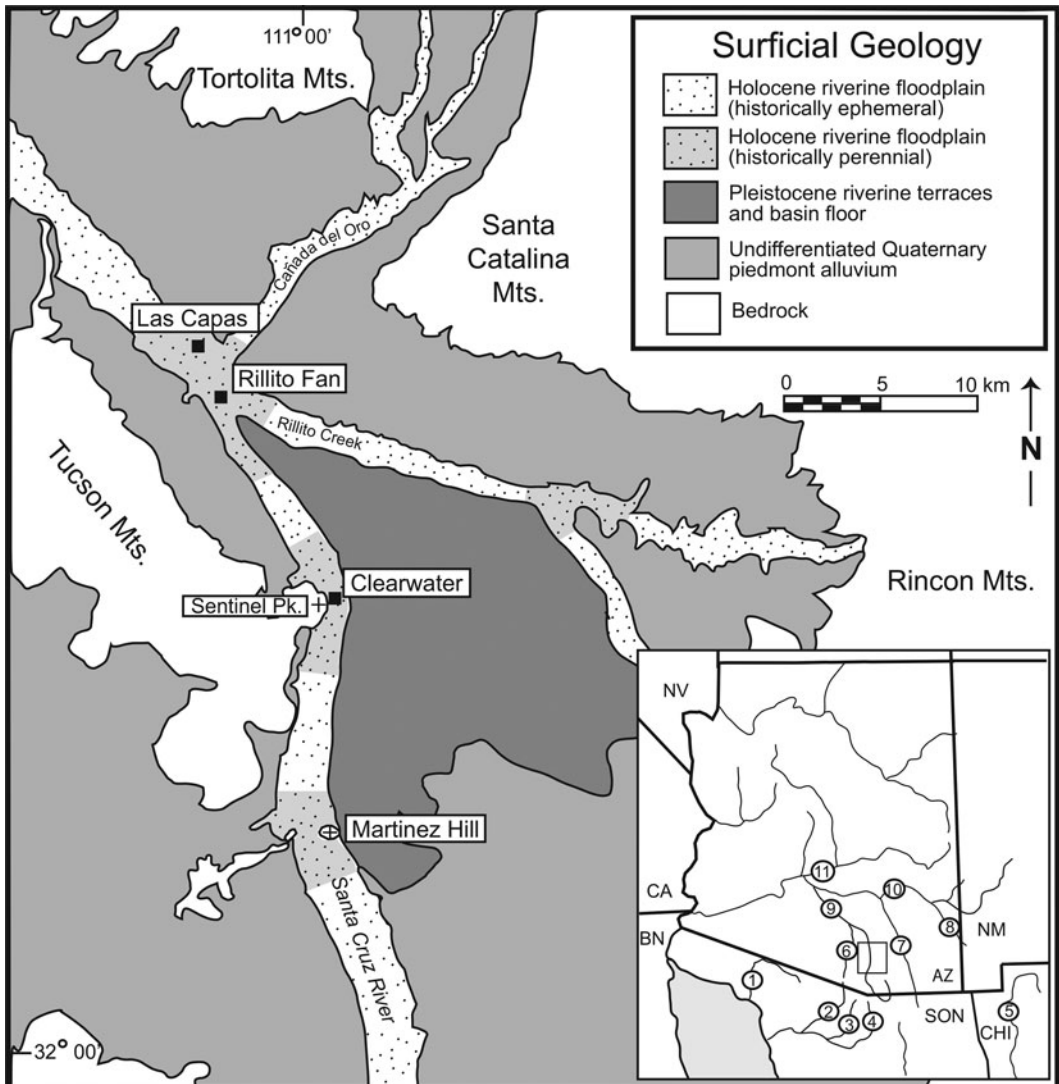 111° 00'
Tortolita Mts.
Surficial Geology
Holocene riverine floodplain
(historically ephemeral)
Holocene riverine floodplain
(historically perennial)
Pleistocene riverine terraces
and basin floor
Undifferentiated Quaternary
piedmont alluvium
Bedrock
Santa
Catalina
Mts.
Cañada del Oro
Las Capas
Rillito Fan
0 5 10 km
N
Rillito Creek
Tucson Mts.
Clearwater
Sentinel Pk.
Rincon Mts.
Martinez Hill
Santa Cruz River
32° 00'
NV
CA
BN
AZ
NM
SON
CHI
1
2
3
4
5
6
7
8
9
10
11